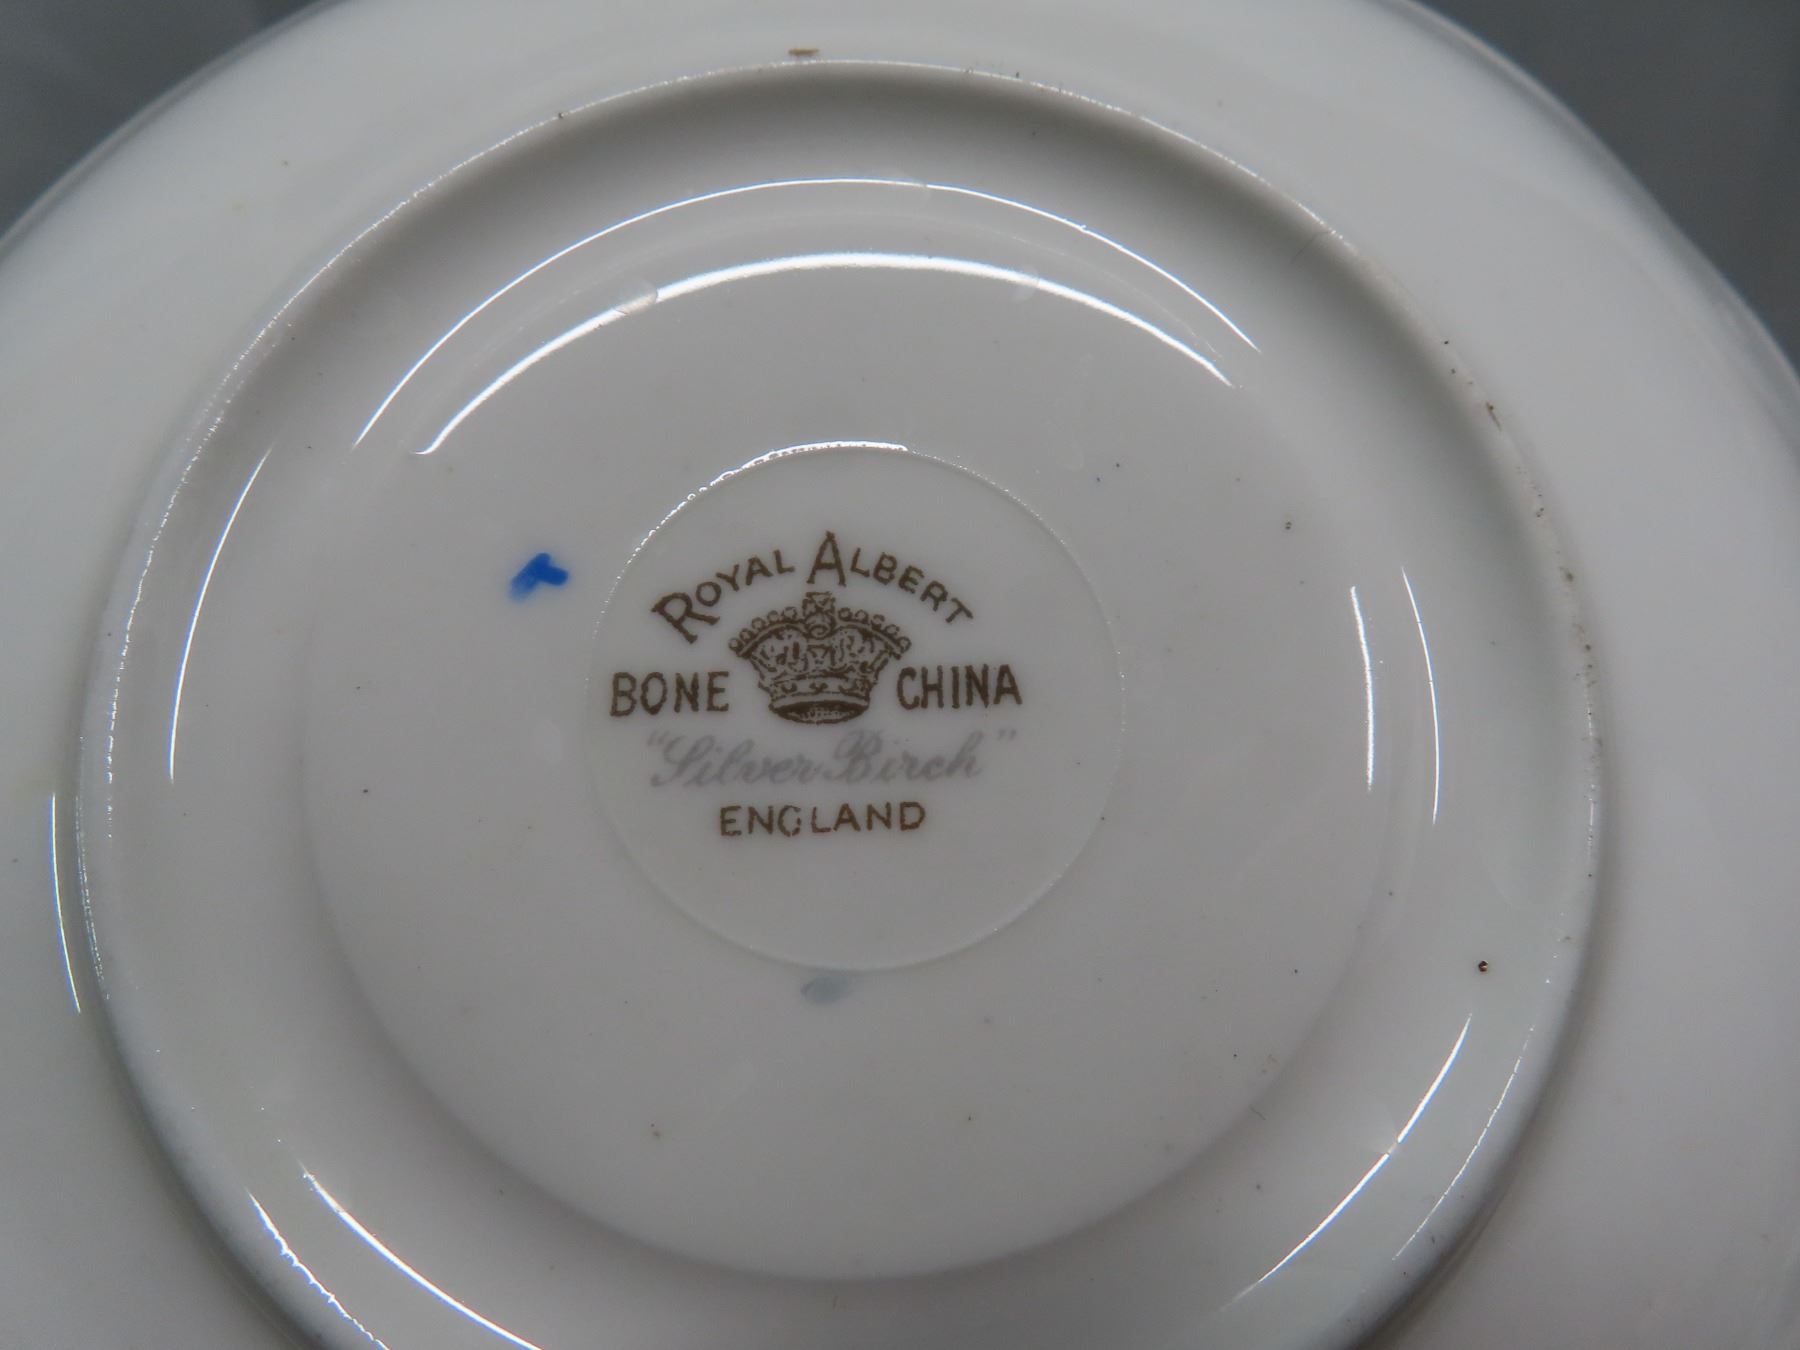 ROYAL ALBERT
BONE CHINA
"Silver Birch"
ENGLAND